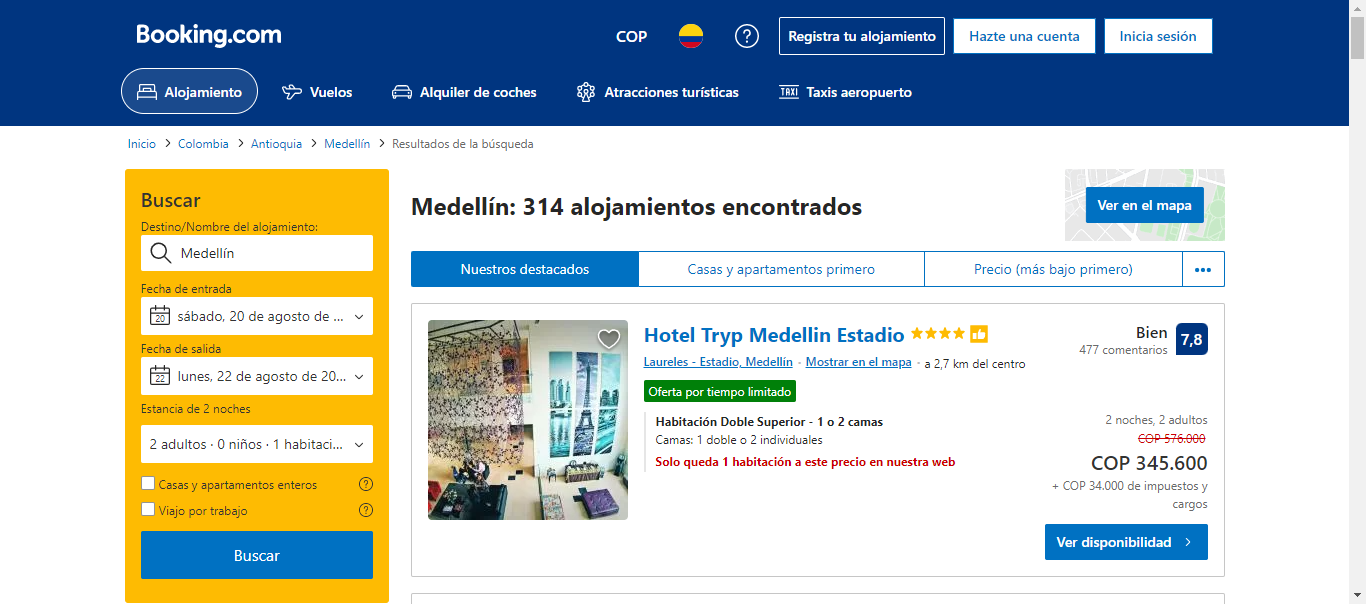 Booking.com
COP
Registra tu alojamiento
Hazte una cuenta
Inicia sesión
Alojamiento
Vuelos
Alquiler de coches
Atracciones turísticas
TAXI Taxis aeropuerto
Inicio > Colombia > Antioquia > Medellín > Resultados de la búsqueda
Buscar
Destino/Nombre del alojamiento:
Medellín
Fecha de entrada
20 sábado, 20 de agosto de ...
Fecha de salida
22 lunes, 22 de agosto de 20...
Estancia de 2 noches
2 adultos · 0 niños · 1 habitaci...
Casas y apartamentos enteros
Viajo por trabajo
Buscar
Medellín: 314 alojamientos encontrados
Ver en el mapa
Nuestros destacados
Casas y apartamentos primero
Precio (más bajo primero)
Hotel Tryp Medellin Estadio
Bien
477 comentarios
7,8
Laureles - Estadio, Medellín · Mostrar en el mapa · a 2,7 km del centro
Oferta por tiempo limitado
Habitación Doble Superior - 1 o 2 camas
Camas: 1 doble o 2 individuales
Solo queda 1 habitación a este precio en nuestra web
2 noches, 2 adultos
COP 576.000
COP 345.600
+ COP 34.000 de impuestos y
cargos
Ver disponibilidad